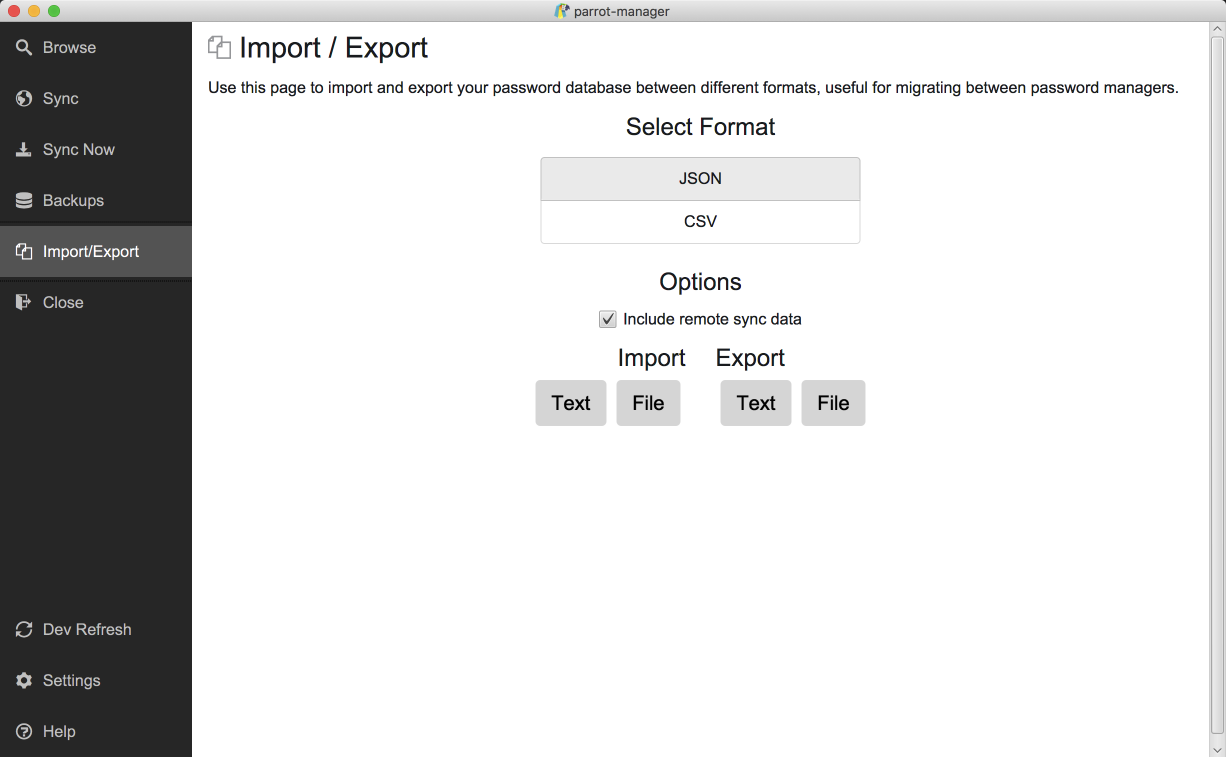 parrot-manager
Browse
Sync
Sync Now
Backups
Import/Export
Close
Dev Refresh
Settings
Help
Import / Export
Use this page to import and export your password database between different formats, useful for migrating between password managers.
Select Format
JSON
CSV
Options
Include remote sync data
Import Export
Text File Text File